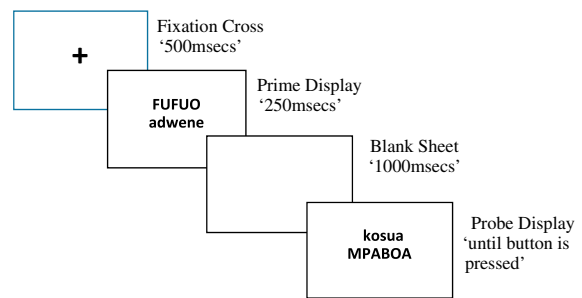 +
Fixation Cross
‘500msecs’
FUFUO
adwene
Prime Display
‘250msecs’
Blank Sheet
‘1000msecs’
kosua
MPABOA
Probe Display
‘until button is
pressed’